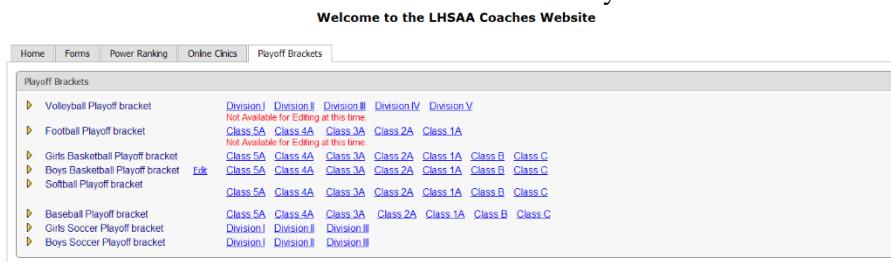 Welcome to the LHSAA Coaches Website
Home Forms Power Ranking Online Clinics Playoff Brackets
Playoff Brackets
Volleyball Playoff bracket Division I Division II Division III Division IV Division V
Not Available for Editing at this time.
Football Playoff bracket Class 5A Class 4A Class 3A Class 2A Class 1A
Not Available for Editing at this time.
Girls Basketball Playoff bracket Class 5A Class 4A Class 3A Class 2A Class 1A Class B Class C
Boys Basketball Playoff bracket Edit Class 5A Class 4A Class 3A Class 2A Class 1A Class B Class C
Softball Playoff bracket
Class 5A Class 4A Class 3A Class 2A Class 1A Class B Class C
Baseball Playoff bracket Class 5A Class 4A Class 3A Class 2A Class 1A Class B Class C
Girls Soccer Playoff bracket Division I Division II Division III
Boys Soccer Playoff bracket Division I Division II Division III